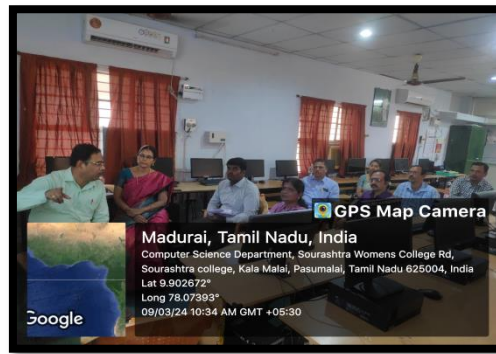 GPS Map Camera
Madurai, Tamil Nadu, India
Computer Science Department, Sourashtra Womens College Rd,
Sourashtra college, Kala Malai, Pasumalai, Tamil Nadu 625004, India
Lat 9.902672°
Long 78.07393°
09/03/24 10:34 AM GMT +05:30
Google